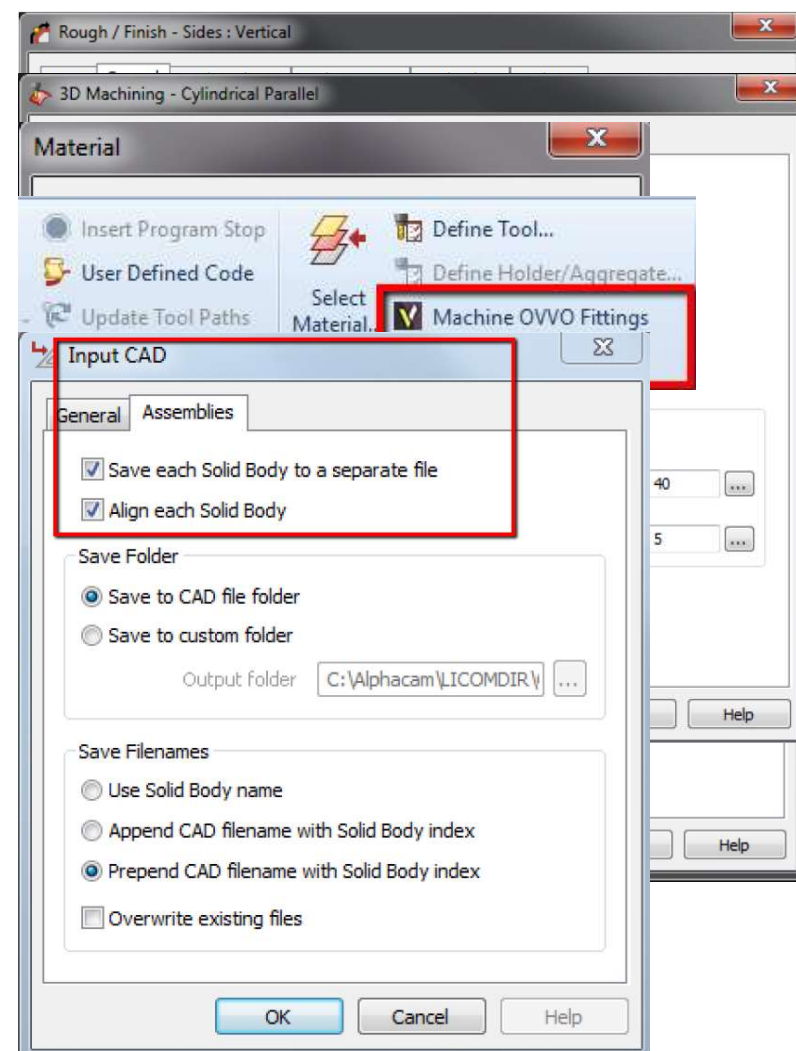 Rough / Finish - Sides : Vertical
3D Machining - Cylindrical Parallel
Material
Insert Program Stop
User Defined Code
Update Tool Paths
Select
Material...
Define Tool...
Define Holder/Aggregate...
Machine OVVO Fittings
Input CAD
General Assemblies
Save each Solid Body to a separate file
Align each Solid Body
40 ...
5 ...
Save Folder
Save to CAD file folder
Save to custom folder
Output folder C:\Alphacam\LICOMDIR\ ...
Help
Save Filenames
Use Solid Body name
Append CAD filename with Solid Body index
Help
Prepend CAD filename with Solid Body index
Overwrite existing files
OK Cancel Help